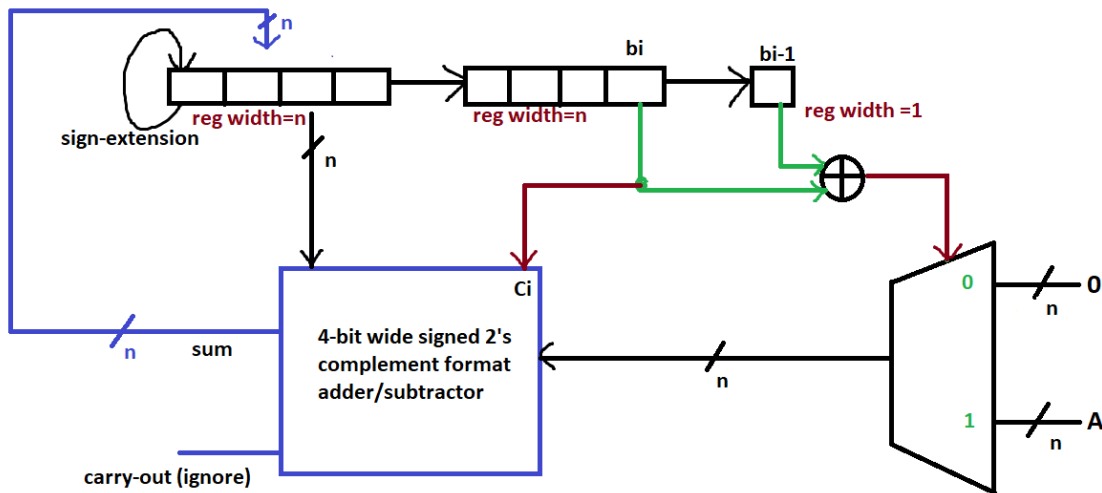 n
bi
bi-1
reg width=n
reg width=n
reg width =1
sign-extension
n
Ci
0
n
0
4-bit wide signed 2's
complement format
adder/subtractor
n
sum
n
1
n
A
carry-out (ignore)